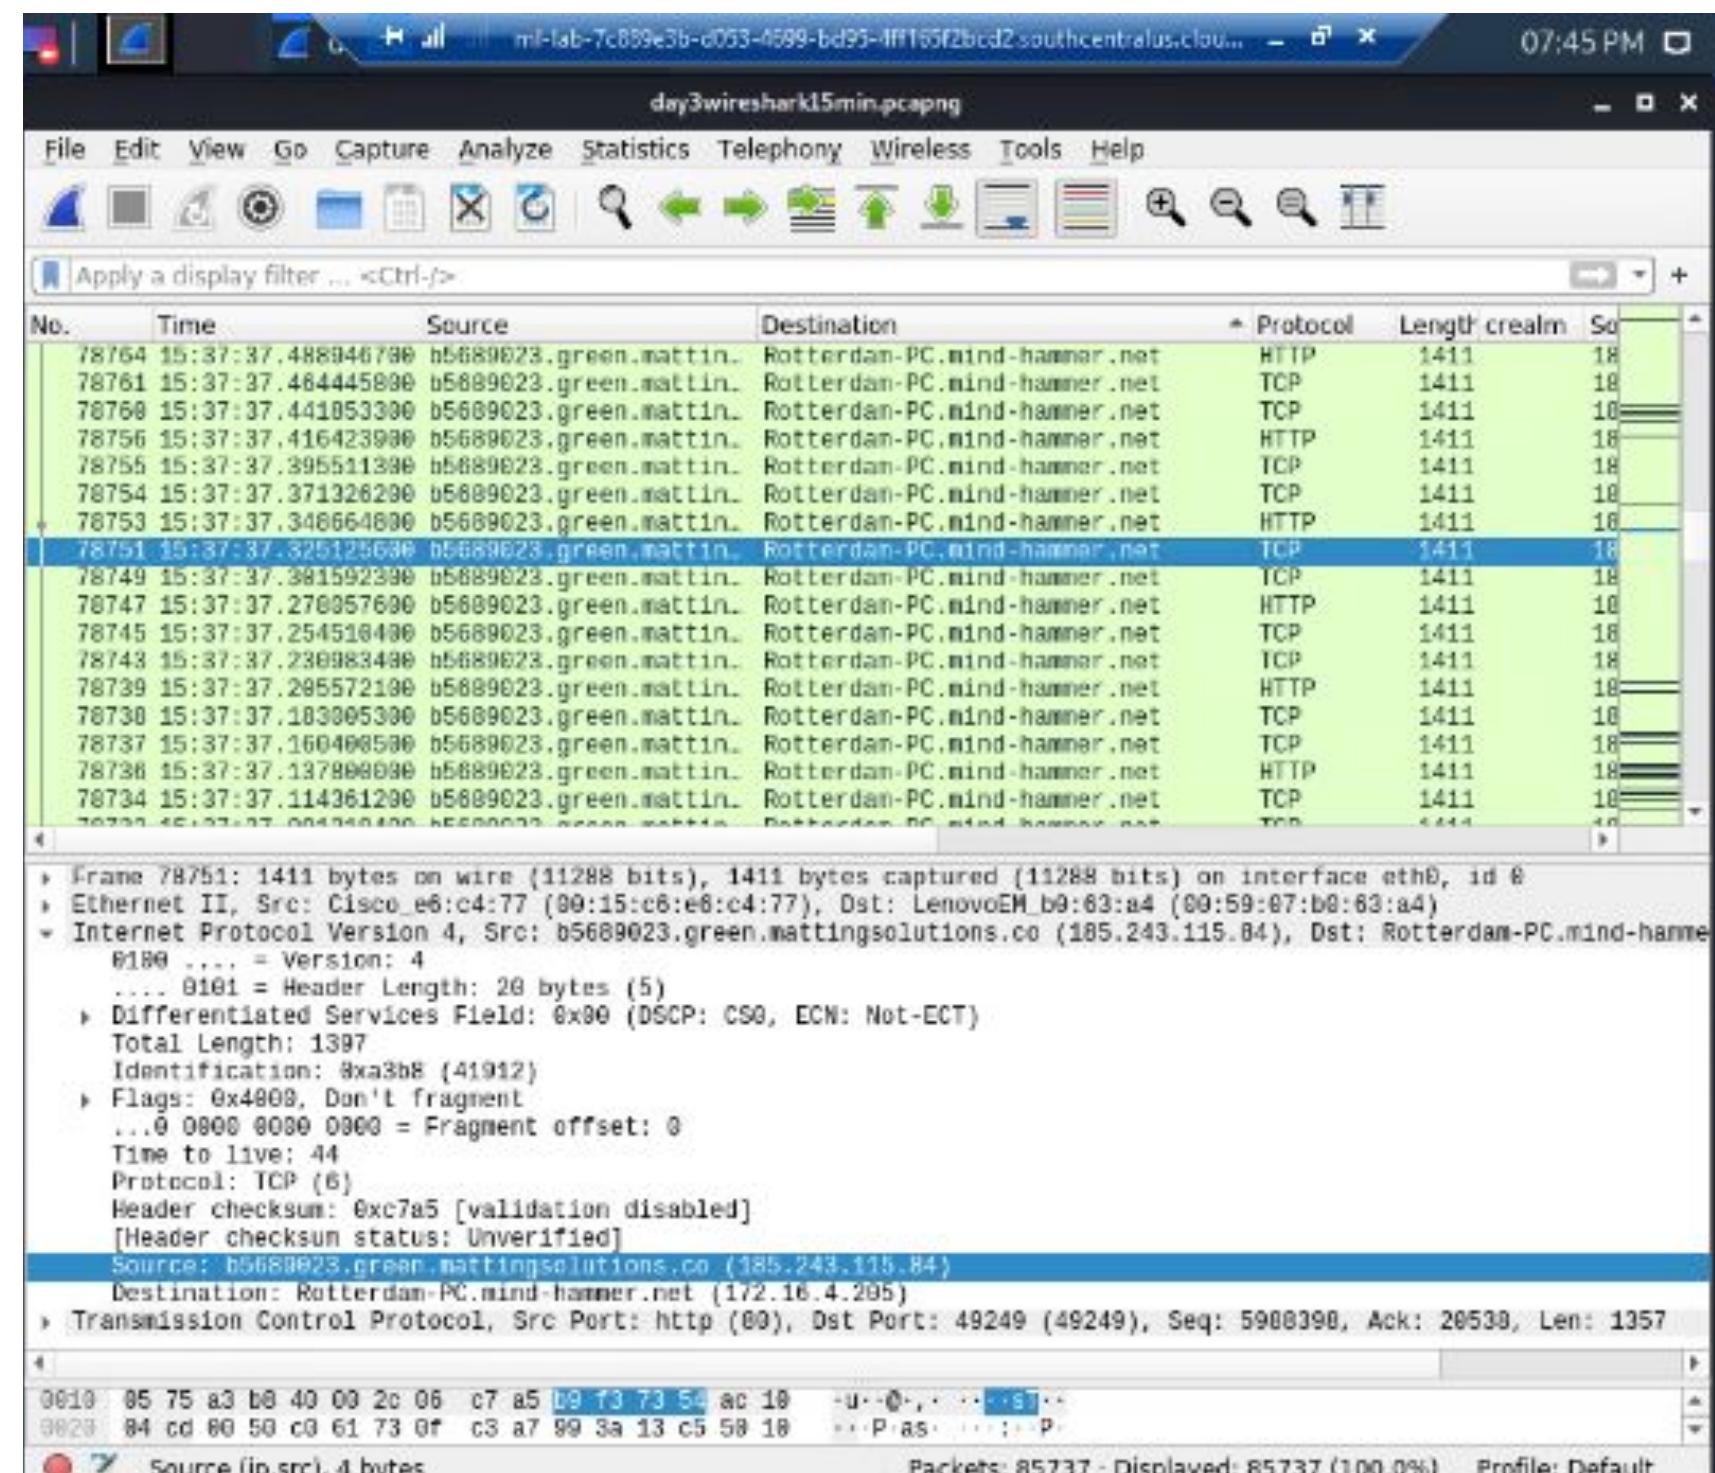 07:45 PM
day3wireshark15min.pcapng
File Edit View Go Capture Analyze Statistics Telephony Wireless Tools Help
Apply a display filter ... <Ctrl-/>
No. Time Source Destination Protocol Length crealm So
78764 15:37:37.488946700 b5689023.green.mattin… Rotterdam-PC.mind-hammer.net HTTP 1411 18
78761 15:37:37.464445800 b5689023.green.mattin… Rotterdam-PC.mind-hammer.net TCP 1411 18
78760 15:37:37.441853300 b5689023.green.mattin… Rotterdam-PC.mind-hammer.net TCP 1411 18
78756 15:37:37.416423900 b5689023.green.mattin… Rotterdam-PC.mind-hammer.net HTTP 1411 18
78755 15:37:37.395511300 b5689023.green.mattin… Rotterdam-PC.mind-hammer.net TCP 1411 18
78754 15:37:37.371326200 b5689023.green.mattin… Rotterdam-PC.mind-hammer.net TCP 1411 18
78753 15:37:37.348664800 b5689023.green.mattin… Rotterdam-PC.mind-hammer.net HTTP 1411 18
78751 15:37:37.325125600 b5689023.green.mattin… Rotterdam-PC.mind-hammer.net TCP 1411 18
78749 15:37:37.301592300 b5689023.green.mattin… Rotterdam-PC.mind-hammer.net TCP 1411 18
78747 15:37:37.278057600 b5689023.green.mattin… Rotterdam-PC.mind-hammer.net HTTP 1411 18
78745 15:37:37.254510400 b5689023.green.mattin… Rotterdam-PC.mind-hammer.net TCP 1411 18
78743 15:37:37.230983400 b5689023.green.mattin… Rotterdam-PC.mind-hammer.net TCP 1411 18
78739 15:37:37.205572100 b5689023.green.mattin… Rotterdam-PC.mind-hammer.net HTTP 1411 18
78738 15:37:37.183005300 b5689023.green.mattin… Rotterdam-PC.mind-hammer.net TCP 1411 18
78737 15:37:37.160400500 b5689023.green.mattin… Rotterdam-PC.mind-hammer.net TCP 1411 18
78736 15:37:37.137800000 b5689023.green.mattin… Rotterdam-PC.mind-hammer.net HTTP 1411 18
78734 15:37:37.114361200 b5689023.green.mattin… Rotterdam-PC.mind-hammer.net TCP 1411 18
Frame 78751: 1411 bytes on wire (11288 bits), 1411 bytes captured (11288 bits) on interface eth0, id 0
Ethernet II, Src: Cisco_e6:c4:77 (00:15:c6:e6:c4:77), Dst: LenovoEM_b0:63:a4 (00:59:07:b0:63:a4)
Internet Protocol Version 4, Src: b5689023.green.mattingsolutions.co (185.243.115.84), Dst: Rotterdam-PC.mind-hamme
0100 .... = Version: 4
.... 0101 = Header Length: 20 bytes (5)
Differentiated Services Field: 0x00 (DSCP: CS0, ECN: Not-ECT)
Total Length: 1397
Identification: 0xa3b8 (41912)
Flags: 0x4000, Don't fragment
...0 0000 0000 0000 = Fragment offset: 0
Time to live: 44
Protocol: TCP (6)
Header checksum: 0xc7a5 [validation disabled]
[Header checksum status: Unverified]
Source: b5689023.green.mattingsolutions.co (185.243.115.84)
Destination: Rotterdam-PC.mind-hammer.net (172.16.4.205)
Transmission Control Protocol, Src Port: http (80), Dst Port: 49249 (49249), Seq: 5908390, Ack: 20538, Len: 1357
0010 05 75 a3 b8 40 00 2c 06 c7 a5 b9 f3 73 54 ac 10 ·u··@·,· ····sT··
0020 04 cd 00 50 c0 61 73 0f c3 a7 99 3a 13 c5 50 10 ···P·as· ···:··P·
Source (ip.src), 4 bytes Packets: 85737 · Displayed: 85737 (100.0%) Profile: Default